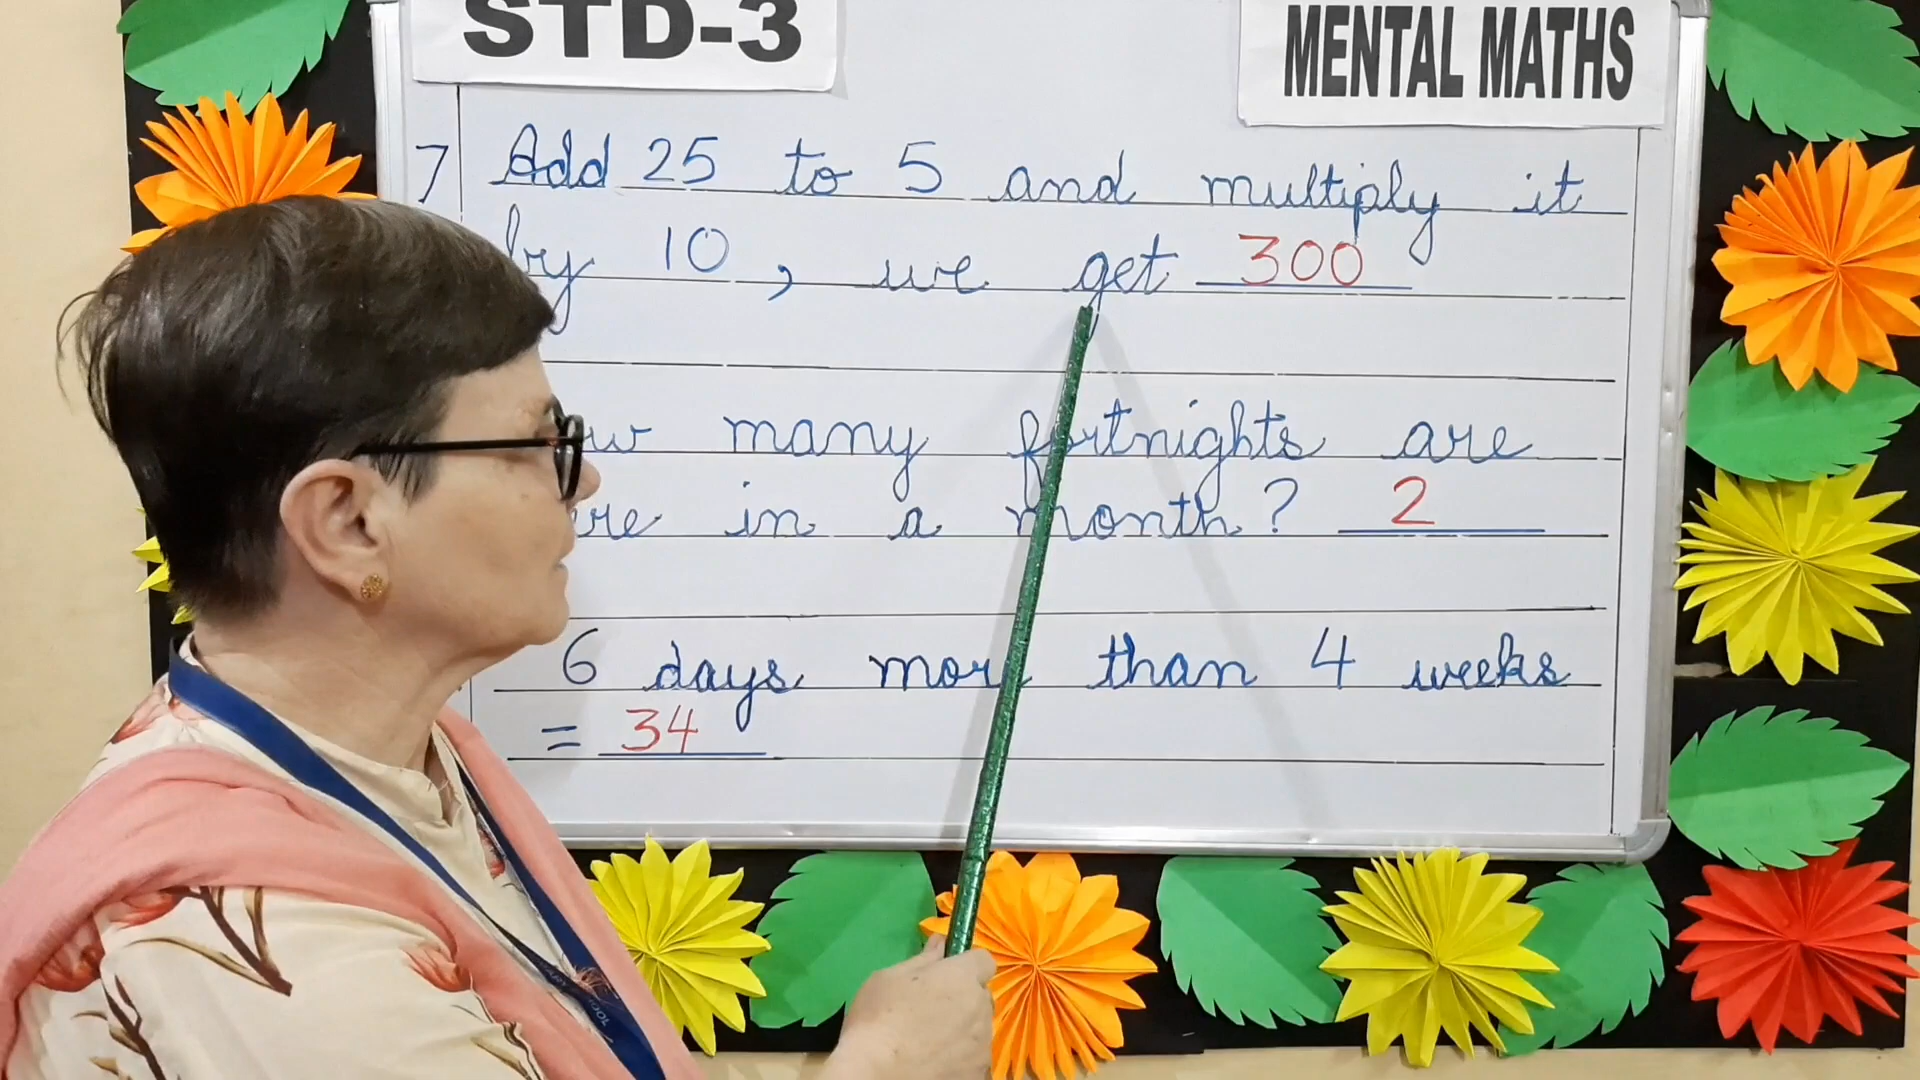 STD-3
MENTAL MATHS
7 Add 25 to 5 and multiply it
by 10, we get 300
many fortnights are
in a month? 2
6 days more than 4 weeks
= 34